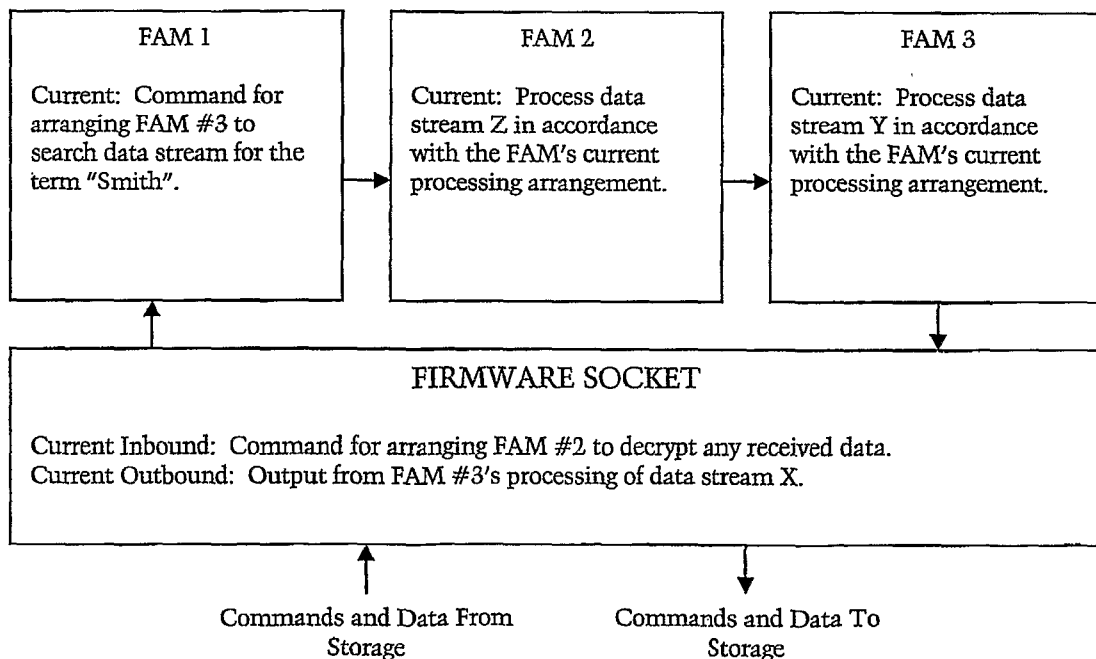 FAM 1
Current: Command for
arranging FAM #3 to
search data stream for the
term "Smith".
FAM 2
Current: Process data
stream Z in accordance
with the FAM's current
processing arrangement.
FAM 3
Current: Process data
stream Y in accordance
with the FAM's current
processing arrangement.
FIRMWARE SOCKET
Current Inbound: Command for arranging FAM #2 to decrypt any received data.
Current Outbound: Output from FAM #3's processing of data stream X.
Commands and Data From
Storage
Commands and Data To
Storage